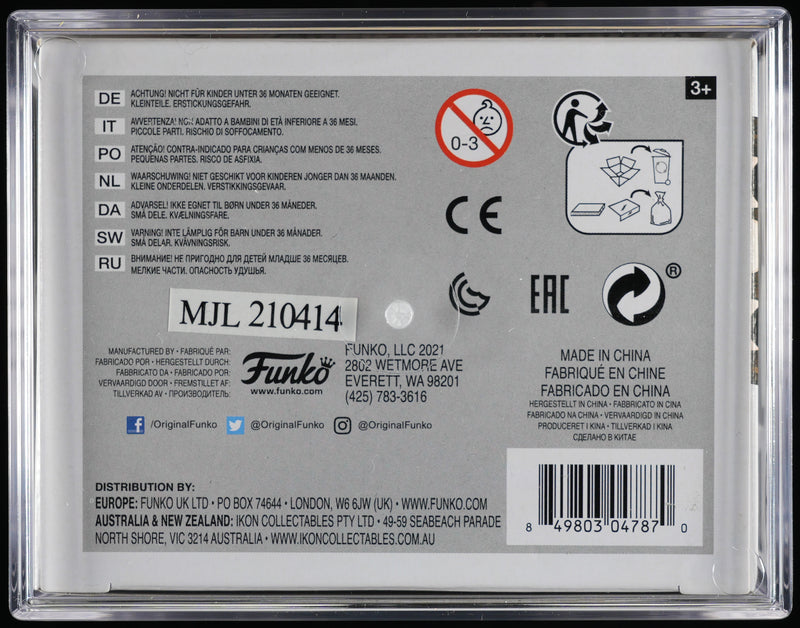 DE ACHTUNG! NICHT FÜR KINDER UNTER 36 MONATEN GEEIGNET.
KLEINTEILE. ERSTICKUNGSGEFAHR.
IT AVVERTENZA! NON ADATTO A BAMBINI DI ETÀ INFERIORE A 36 MESI.
PICCOLE PARTI. RISCHIO DI SOFFOCAMENTO.
PO ATENÇÃO! CONTRA-INDICADO PARA CRIANÇAS COM MENOS DE 36 MESES.
PEQUENAS PARTES. RISCO DE ASFIXIA.
NL WAARSCHUWING! NIET GESCHIKT VOOR KINDEREN JONGER DAN 36 MAANDEN.
KLEINE ONDERDELEN. VERSTIKKINGSGEVAAR.
DA ADVARSEL! IKKE EGNET TIL BØRN UNDER 36 MÅNEDER.
SMÅ DELE. KVÆLNINGSFARE.
SW VARNING! INTE LÄMPLIG FÖR BARN UNDER 36 MÅNADER.
SMÅ DELAR. KVÄVNINGSRISK.
RU ВНИМАНИЕ! НЕ ПРИГОДНО ДЛЯ ДЕТЕЙ МЛАДШЕ 36 МЕСЯЦЕВ.
МЕЛКИЕ ЧАСТИ. ОПАСНОСТЬ УДУШЬЯ.
0-3
3+
CE
EAC
®
MJL 210414
MANUFACTURED BY • FABRIQUÉ PAR:
FABRICADO POR • HERGESTELLT DURCH:
FABBRICATO DA • FABRICADO POR:
VERVAARDIGD DOOR • FREMSTILLET AF:
TILLVERKAD AV • ПРОИЗВОДИТЕЛЬ:
Funko
www.funko.com
FUNKO, LLC 2021
2802 WETMORE AVE
EVERETT, WA 98201
(425) 783-3616
/OriginalFunko @OriginalFunko @OriginalFunko
MADE IN CHINA
FABRIQUÉ EN CHINE
FABRICADO EN CHINA
HERGESTELLT IN CHINA • FABBRICATO IN CINA
FABRICADO NA CHINA • VERVAARDIGD IN CHINA
PRODUCERET I KINA • TILLVERKAD I KINA
СДЕЛАНО В КИТАЕ
DISTRIBUTION BY:
EUROPE: FUNKO UK LTD • PO BOX 74644 • LONDON, W6 6JW (UK) • WWW.FUNKO.COM
AUSTRALIA & NEW ZEALAND: IKON COLLECTABLES PTY LTD • 49-59 SEABEACH PARADE
NORTH SHORE, VIC 3214 AUSTRALIA • WWW.IKONCOLLECTABLES.COM.AU
8 49803 04787 0